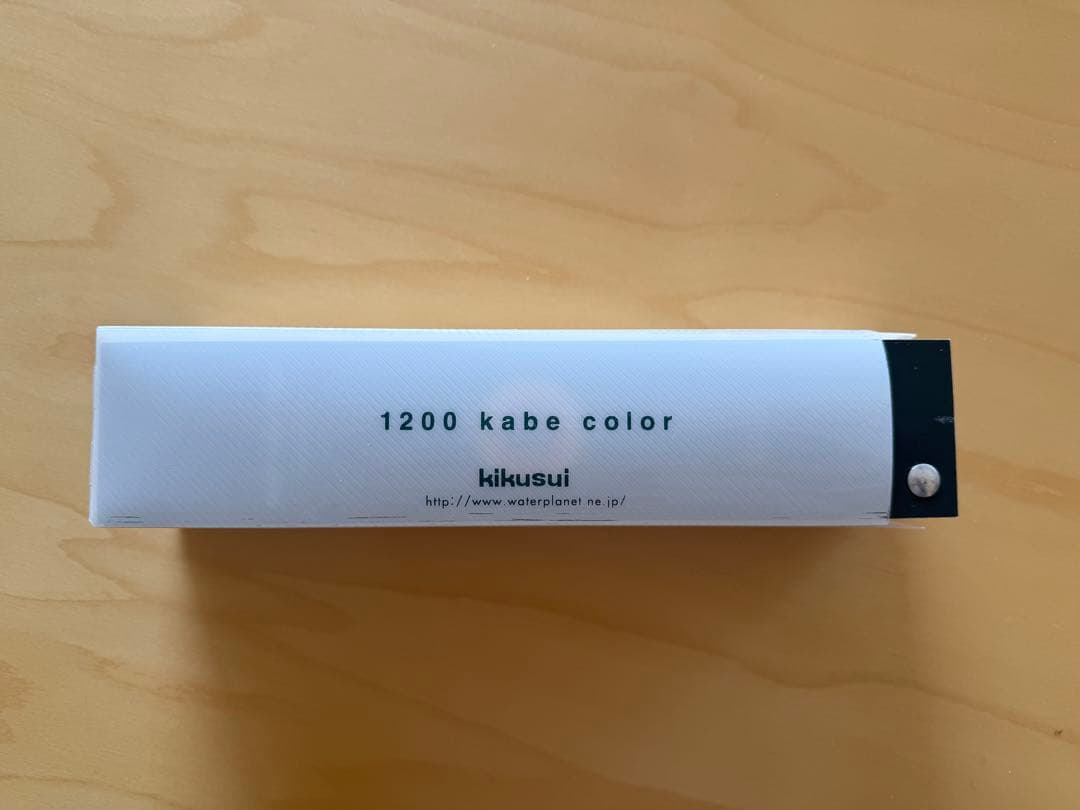 1200 kabe color
kikusui
http://www.waterplanet.ne.jp/